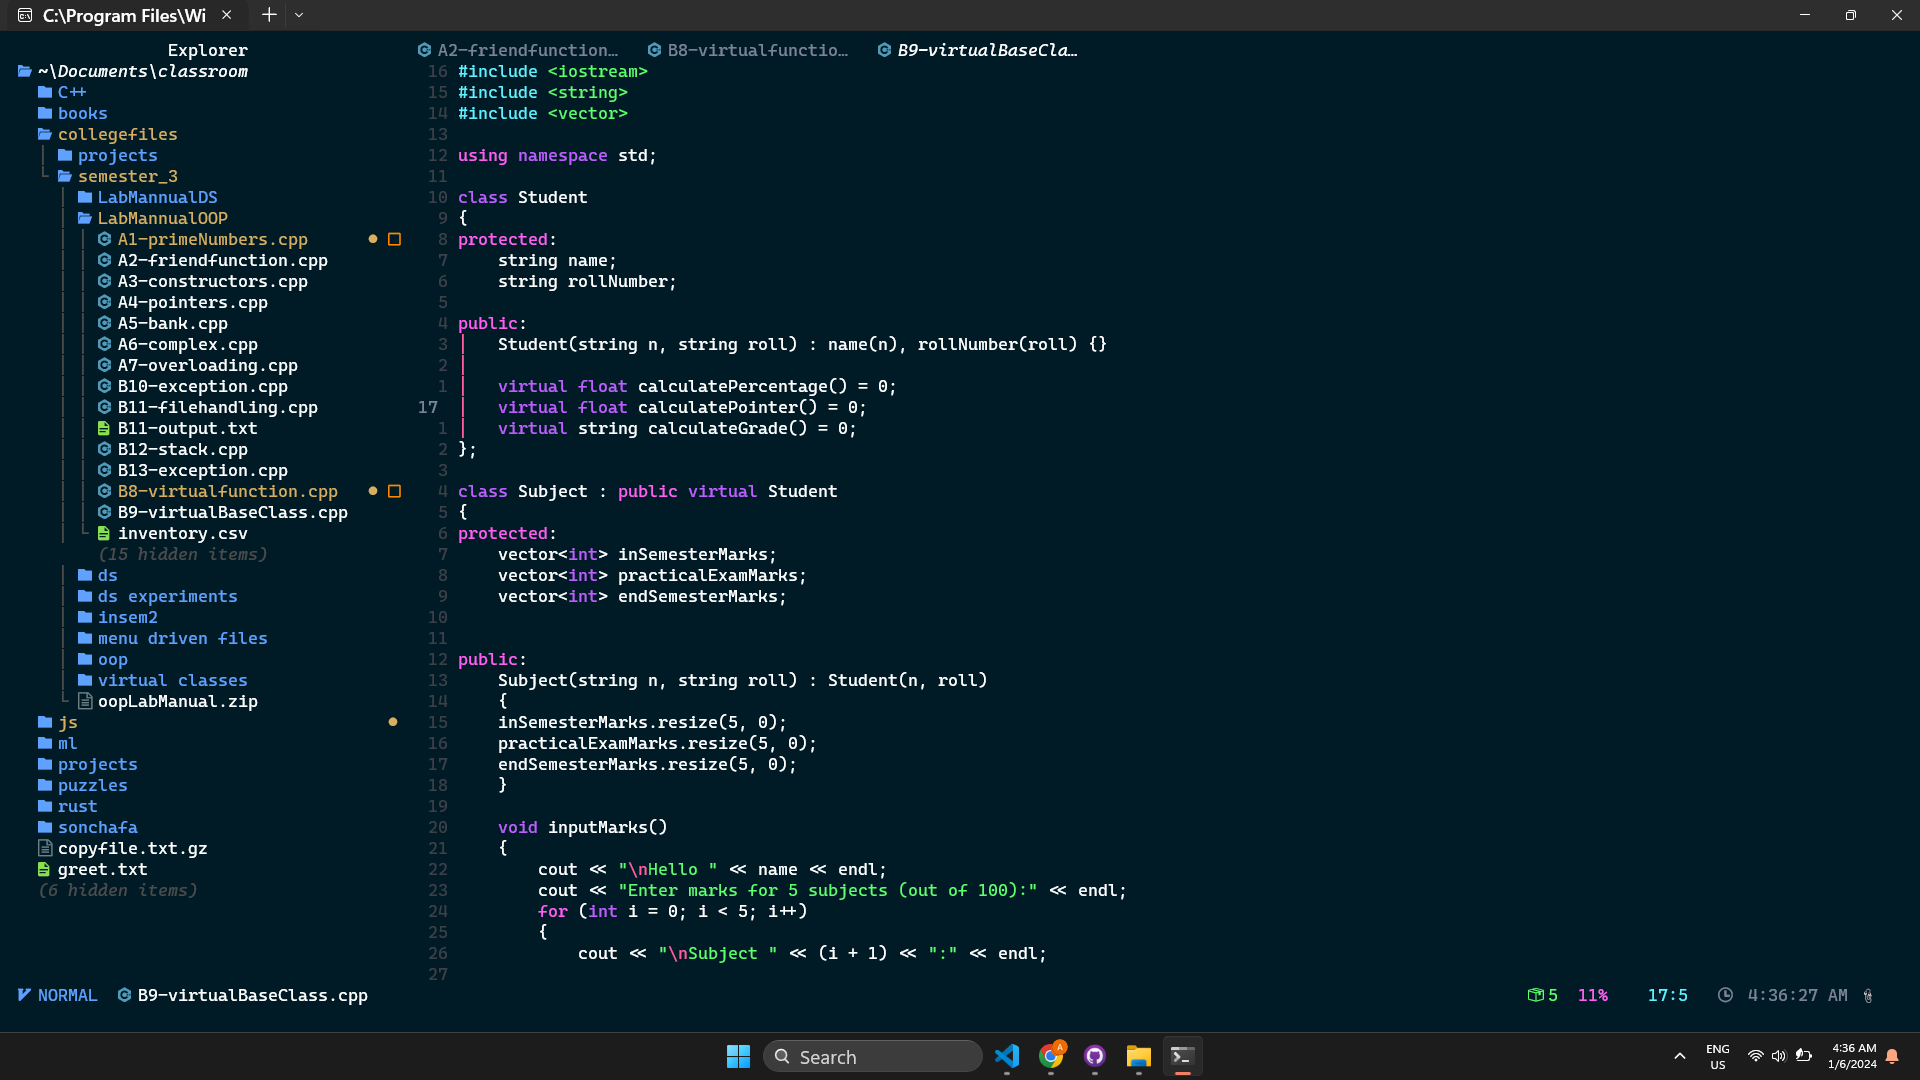 C:\Program Files\Wi
Explorer
~\Documents\classroom
C++
books
collegefiles
projects
semester_3
LabMannualDS
LabMannualOOP
A1-primeNumbers.cpp
A2-friendfunction.cpp
A3-constructors.cpp
A4-pointers.cpp
A5-bank.cpp
A6-complex.cpp
A7-overloading.cpp
B10-exception.cpp
B11-filehandling.cpp
B11-output.txt
B12-stack.cpp
B13-exception.cpp
B8-virtualfunction.cpp
B9-virtualBaseClass.cpp
inventory.csv
(15 hidden items)
ds
ds experiments
insem2
menu driven files
oop
virtual classes
oopLabManual.zip
js
ml
projects
puzzles
rust
sonchafa
copyfile.txt.gz
greet.txt
(6 hidden items)
A2-friendfunction… B8-virtualfunctio… B9-virtualBaseCla…
16 #include <iostream>
15 #include <string>
14 #include <vector>
13
12 using namespace std;
11
10 class Student
9 {
8 protected:
7 string name;
6 string rollNumber;
5
4 public:
3 Student(string n, string roll) : name(n), rollNumber(roll) {}
2
1 virtual float calculatePercentage() = 0;
17 virtual float calculatePointer() = 0;
1 virtual string calculateGrade() = 0;
2 };
3
4 class Subject : public virtual Student
5 {
6 protected:
7 vector<int> inSemesterMarks;
8 vector<int> practicalExamMarks;
9 vector<int> endSemesterMarks;
10
11
12 public:
13 Subject(string n, string roll) : Student(n, roll)
14 {
15 inSemesterMarks.resize(5, 0);
16 practicalExamMarks.resize(5, 0);
17 endSemesterMarks.resize(5, 0);
18 }
19
20 void inputMarks()
21 {
22 cout << "\nHello " << name << endl;
23 cout << "Enter marks for 5 subjects (out of 100):" << endl;
24 for (int i = 0; i < 5; i++)
25 {
26 cout << "\nSubject " << (i + 1) << ":" << endl;
27
NORMAL B9-virtualBaseClass.cpp 5 11% 17:5 4:36:27 AM
Search
ENG
US
4:36 AM
1/6/2024